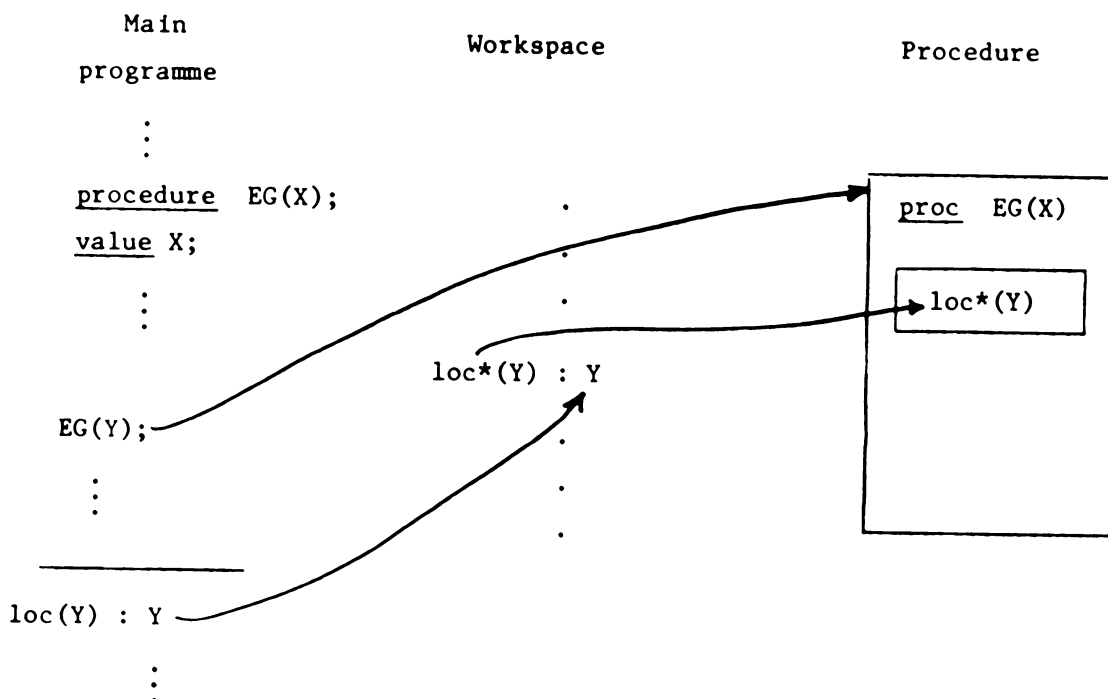 Main
programme
Workspace
Procedure
procedure EG(X);
value X;
proc EG(X)
loc*(Y)
loc*(Y) : Y
EG(Y);
loc(Y) : Y